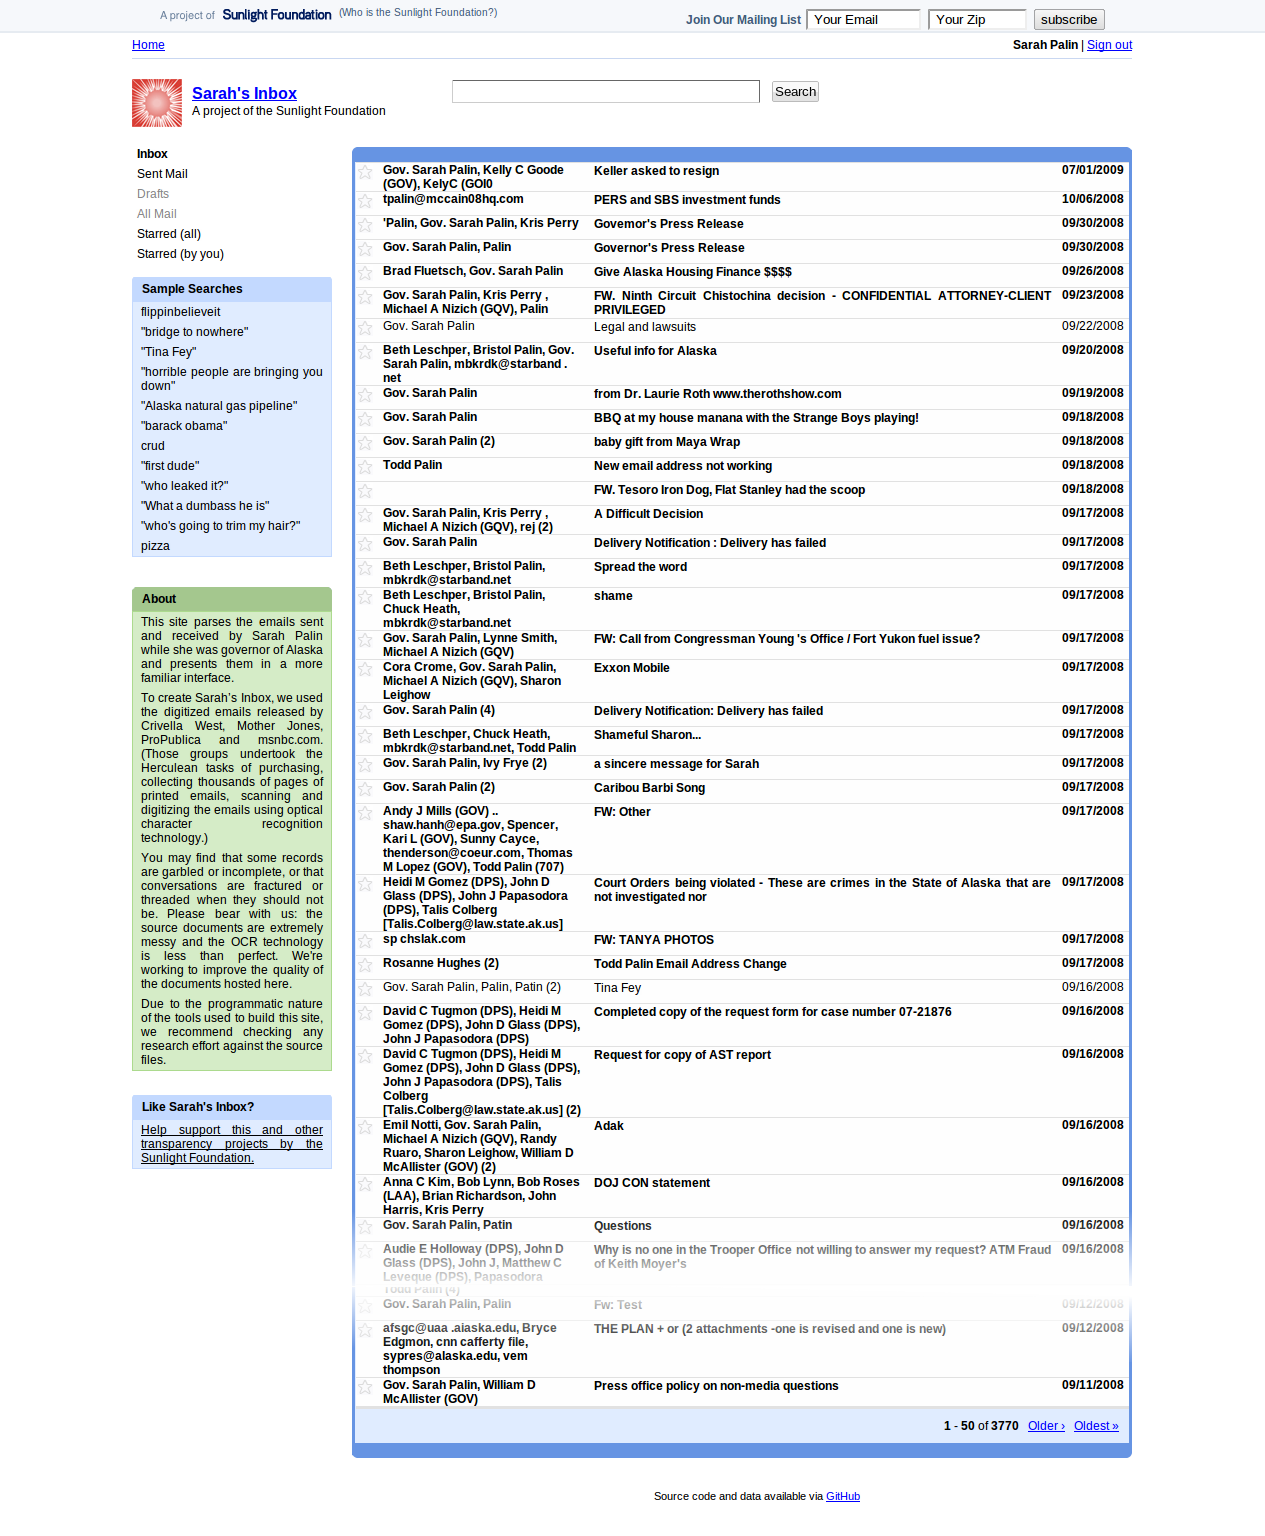 A project of Sunlight Foundation (Who is the Sunlight Foundation?)
Join Our Mailing List Your Email Your Zip subscribe
Home
Sarah Palin | Sign out
Sarah's Inbox
A project of the Sunlight Foundation
Search
Inbox
Sent Mail
Drafts
All Mail
Starred (all)
Starred (by you)
Sample Searches
flippinbelieveit
"bridge to nowhere"
"Tina Fey"
"horrible people are bringing you
down"
"Alaska natural gas pipeline"
"barack obama"
crud
"first dude"
"who leaked it?"
"What a dumbass he is"
"who's going to trim my hair?"
pizza
About
This site parses the emails sent
and received by Sarah Palin
while she was governor of Alaska
and presents them in a more
familiar interface.
To create Sarah's Inbox, we used
the digitized emails released by
Crivella West, Mother Jones,
ProPublica and msnbc.com.
(Those groups undertook the
Herculean tasks of purchasing,
collecting thousands of pages of
printed emails, scanning and
digitizing the emails using optical
character recognition
technology.)
You may find that some records
are garbled or incomplete, or that
conversations are fractured or
threaded when they should not
be. Please bear with us: the
source documents are extremely
messy and the OCR technology
is less than perfect. We're
working to improve the quality of
the documents hosted here.
Due to the programmatic nature
of the tools used to build this site,
we recommend checking any
research effort against the source
files.
Like Sarah's Inbox?
Help support this and other
transparency projects by the
Sunlight Foundation.
Gov. Sarah Palin, Kelly C Goode Keller asked to resign 07/01/2009
(GOV), KelyC (GOI0
tpalin@mccain08hq.com PERS and SBS investment funds 10/06/2008
'Palin, Gov. Sarah Palin, Kris Perry Govemor's Press Release 09/30/2008
Gov. Sarah Palin, Palin Governor's Press Release 09/30/2008
Brad Fluetsch, Gov. Sarah Palin Give Alaska Housing Finance $$$$ 09/26/2008
Gov. Sarah Palin, Kris Perry , FW. Ninth Circuit Chistochina decision - CONFIDENTIAL ATTORNEY-CLIENT 09/23/2008
Michael A Nizich (GQV), Palin PRIVILEGED
Gov. Sarah Palin Legal and lawsuits 09/22/2008
Beth Leschper, Bristol Palin, Gov. Useful info for Alaska 09/20/2008
Sarah Palin, mbkrdk@starband .
net
Gov. Sarah Palin from Dr. Laurie Roth www.therothshow.com 09/19/2008
Gov. Sarah Palin BBQ at my house manana with the Strange Boys playing! 09/18/2008
Gov. Sarah Palin (2) baby gift from Maya Wrap 09/18/2008
Todd Palin New email address not working 09/18/2008
FW. Tesoro Iron Dog, Flat Stanley had the scoop 09/18/2008
Gov. Sarah Palin, Kris Perry , A Difficult Decision 09/17/2008
Michael A Nizich (GQV), rej (2)
Gov. Sarah Palin Delivery Notification : Delivery has failed 09/17/2008
Beth Leschper, Bristol Palin, Spread the word 09/17/2008
mbkrdk@starband.net
Beth Leschper, Bristol Palin, shame 09/17/2008
Chuck Heath,
mbkrdk@starband.net
Gov. Sarah Palin, Lynne Smith, FW: Call from Congressman Young 's Office / Fort Yukon fuel issue? 09/17/2008
Michael A Nizich (GQV)
Cora Crome, Gov. Sarah Palin, Exxon Mobile 09/17/2008
Michael A Nizich (GQV), Sharon
Leighow
Gov. Sarah Palin (4) Delivery Notification: Delivery has failed 09/17/2008
Beth Leschper, Chuck Heath, Shameful Sharon... 09/17/2008
mbkrdk@starband.net, Todd Palin
Gov. Sarah Palin, Ivy Frye (2) a sincere message for Sarah 09/17/2008
Gov. Sarah Palin (2) Caribou Barbi Song 09/17/2008
Andy J Mills (GOV) .. FW: Other 09/17/2008
shaw.hanh@epa.gov, Spencer,
Kari L (GOV), Sunny Cayce,
thenderson@coeur.com, Thomas
M Lopez (GOV), Todd Palin (707)
Heidi M Gomez (DPS), John D Court Orders being violated - These are crimes in the State of Alaska that are 09/17/2008
Glass (DPS), John J Papasodora not investigated nor
(DPS), Talis Colberg
[Talis.Colberg@law.state.ak.us]
sp chslak.com FW: TANYA PHOTOS 09/17/2008
Rosanne Hughes (2) Todd Palin Email Address Change 09/17/2008
Gov. Sarah Palin, Palin, Patin (2) Tina Fey 09/16/2008
David C Tugmon (DPS), Heidi M Completed copy of the request form for case number 07-21876 09/16/2008
Gomez (DPS), John D Glass (DPS),
John J Papasodora (DPS)
David C Tugmon (DPS), Heidi M Request for copy of AST report 09/16/2008
Gomez (DPS), John D Glass (DPS),
John J Papasodora (DPS), Talis
Colberg
[Talis.Colberg@law.state.ak.us] (2)
Emil Notti, Gov. Sarah Palin, Adak 09/16/2008
Michael A Nizich (GQV), Randy
Ruaro, Sharon Leighow, William D
McAllister (GOV) (2)
Anna C Kim, Bob Lynn, Bob Roses DOJ CON statement 09/16/2008
(LAA), Brian Richardson, John
Harris, Kris Perry
Gov. Sarah Palin, Patin Questions 09/16/2008
Audie E Holloway (DPS), John D Why is no one in the Trooper Office not willing to answer my request? ATM Fraud 09/16/2008
Glass (DPS), John J, Matthew C of Keith Moyer's
Leveque (DPS), Papasodora
Todd Palin (4)
Gov. Sarah Palin, Palin Fw: Test 09/12/2008
afsgc@uaa .aiaska.edu, Bryce THE PLAN + or (2 attachments -one is revised and one is new) 09/12/2008
Edgmon, cnn cafferty file,
sypres@alaska.edu, vem
thompson
Gov. Sarah Palin, William D Press office policy on non-media questions 09/11/2008
McAllister (GOV)
1 - 50 of 3770 Older › Oldest »
Source code and data available via GitHub